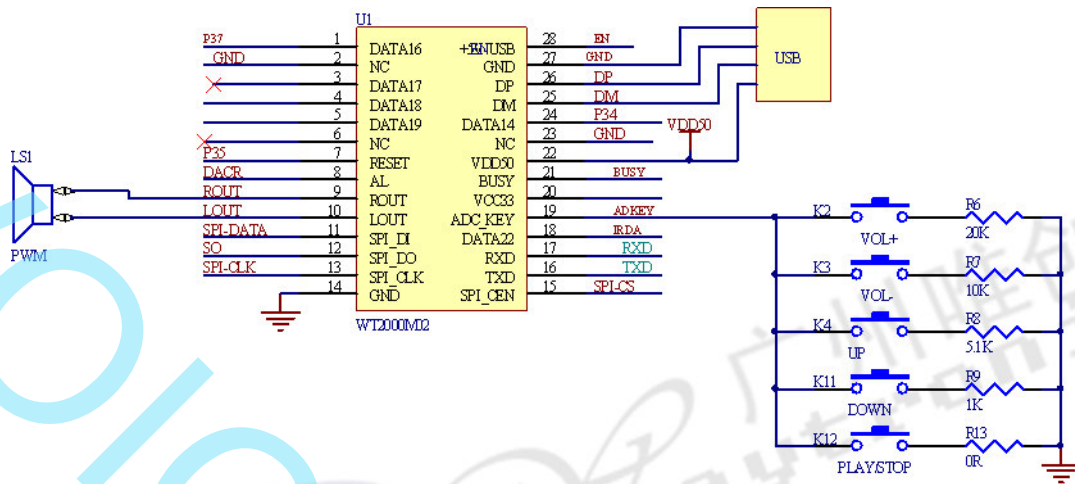 U1
P37 1 DATA16 +5VENUSB 28 EN
GND 2 NC GND 27 GND
3 DATA17 DP 26 DP
4 DATA18 DM 25 DM
5 DATA19 DATA14 24 P34
6 NC NC 23 GND
P35 7 RESET VDD50 22
DACR 8 AL BUSY 21 BUSY
ROUT 9 ROUT VCC33 20
LOUT 10 LOUT ADC_KEY 19 ADKEY
SPI-DATA 11 SPI_DI DATA22 18 IRDA
SO 12 SPI_DO RXD 17 RXD
SPI-CLK 13 SPI_CLK TXD 16 TXD
14 GND SPI_CEN 15 SPI-CS
WT2000M02
USB
VDD50
LS1
PWM
K2 VOL+ R6 20K
K3 VOL- R7 10K
K4 UP R8 5.1K
K11 DOWN R9 1K
K12 PLAY/STOP R13 0R
广州唯创